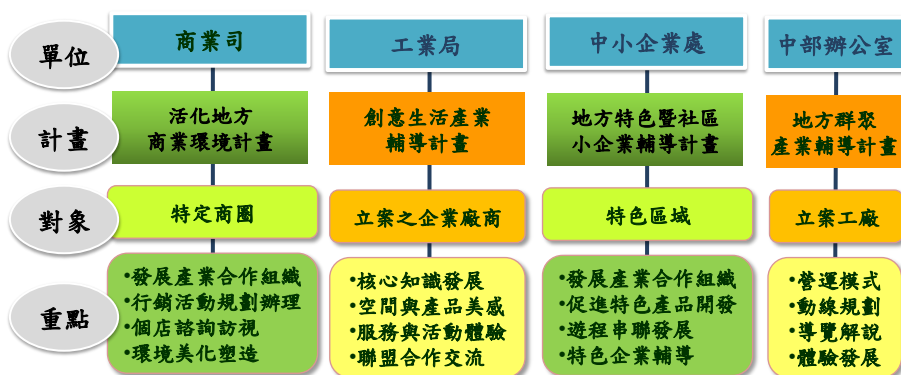 單位
商業司
工業局
中小企業處
中部辦公室
計畫
活化地方
商業環境計畫
創意生活產業
輔導計畫
地方特色暨社區
小企業輔導計畫
地方群聚
產業輔導計畫
對象
特定商圈
立案之企業廠商
特色區域
立案工廠
重點
•發展產業合作組織
•行銷活動規劃辦理
•個店諮詢訪視
•環境美化塑造
•核心知識發展
•空間與產品美感
•服務與活動體驗
•聯盟合作交流
•發展產業合作組織
•促進特色產品開發
•遊程串聯發展
•特色企業輔導
•營運模式
•動線規劃
•導覽解說
•體驗發展